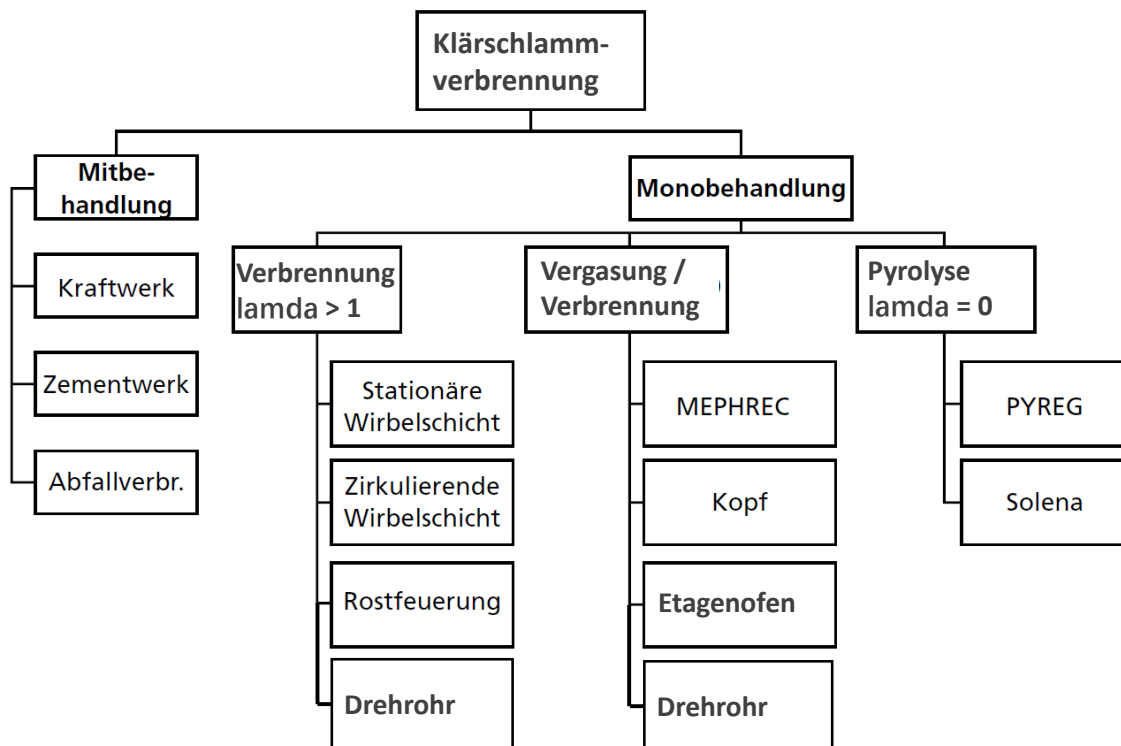 Klärschlamm-
verbrennung
Mitbe-
handlung
Kraftwerk
Zementwerk
Abfallverbr.
Monobehandlung
Verbrennung
lamda > 1
Stationäre
Wirbelschicht
Zirkulierende
Wirbelschicht
Rostfeuerung
Drehrohr
Vergasung /
Verbrennung
MEPHREC
Kopf
Etagenofen
Drehrohr
Pyrolyse
lamda = 0
PYREG
Solena